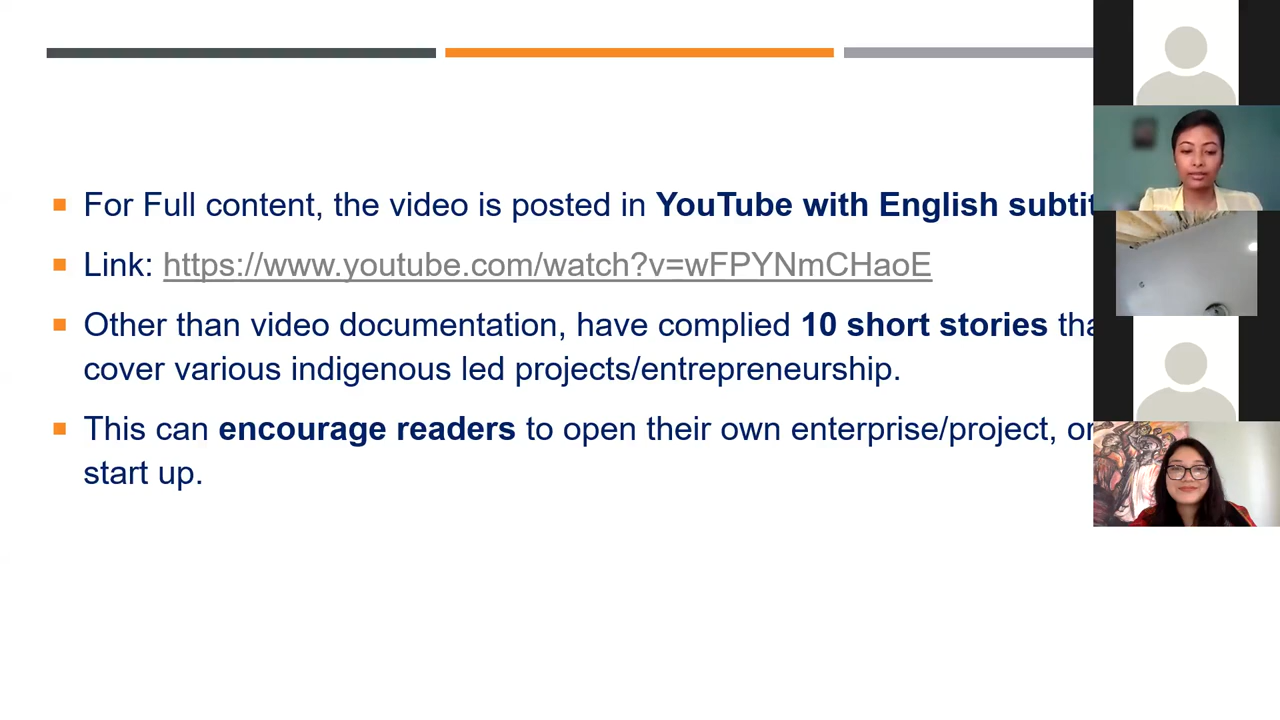 For Full content, the video is posted in YouTube with English
Link: https://www.youtube.com/watch?v=wFPYNmCHaoE
Other than video documentation, have complied 10 short stories
cover various indigenous led projects/entrepreneurship.
This can encourage readers to open their own enterprise/project, or
start up.